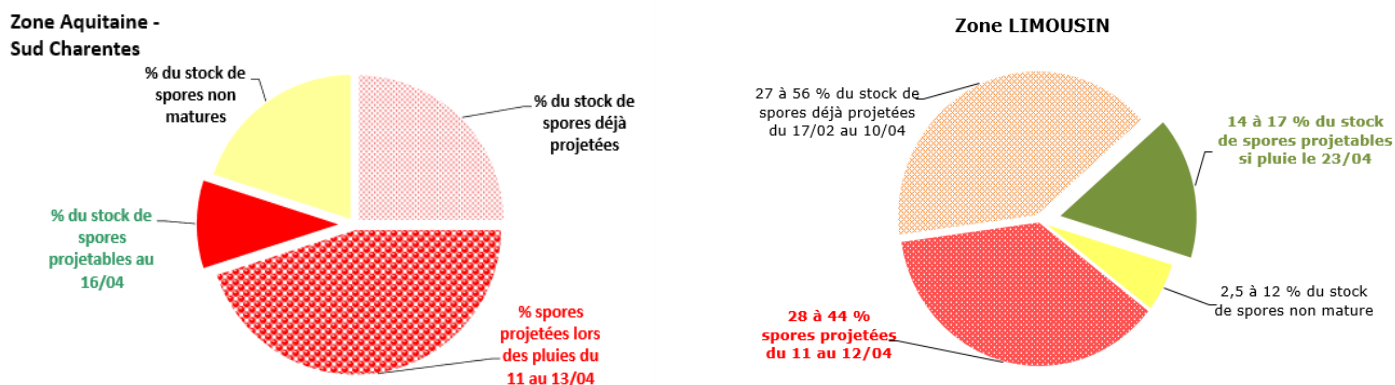 Zone Aquitaine -
Sud Charentes
% du stock de
spores non
matures
% du stock de
spores déjà
projetées
% du stock de
spores
projetables au
16/04
% spores
projetées lors
des pluies du
11 au 13/04
Zone LIMOUSIN
27 à 56 % du stock de
spores déjà projetées
du 17/02 au 10/04
14 à 17 % du stock
de spores projetables
si pluie le 23/04
28 à 44 %
spores projetées
du 11 au 12/04
2,5 à 12 % du stock
de spores non mature